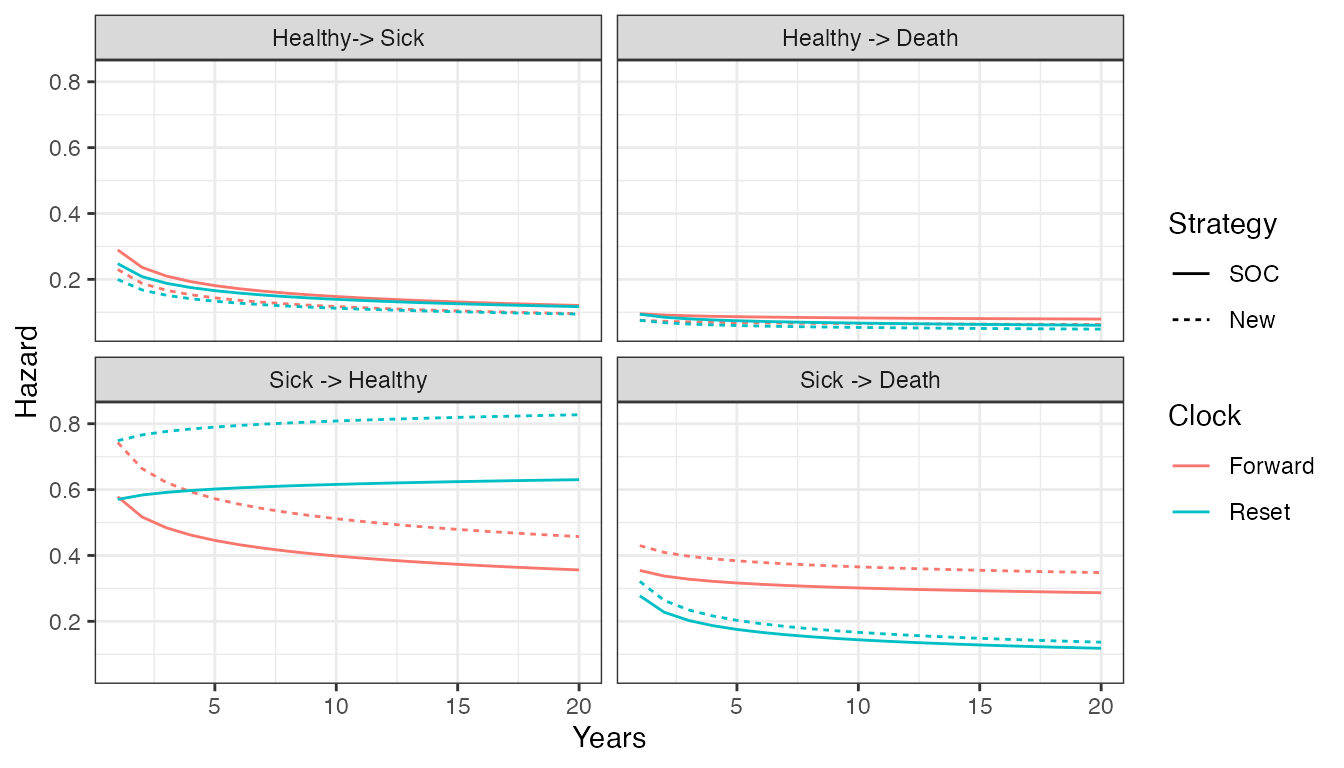 Healthy-> Sick
Healthy -> Death
0.8
0.6
0.4
0.2
Sick -> Healthy
Sick -> Death
0.8
0.6
0.4
0.2
5
10
15
20
5
10
15
20
Hazard
Years
Strategy
SOC
New
Clock
Forward
Reset